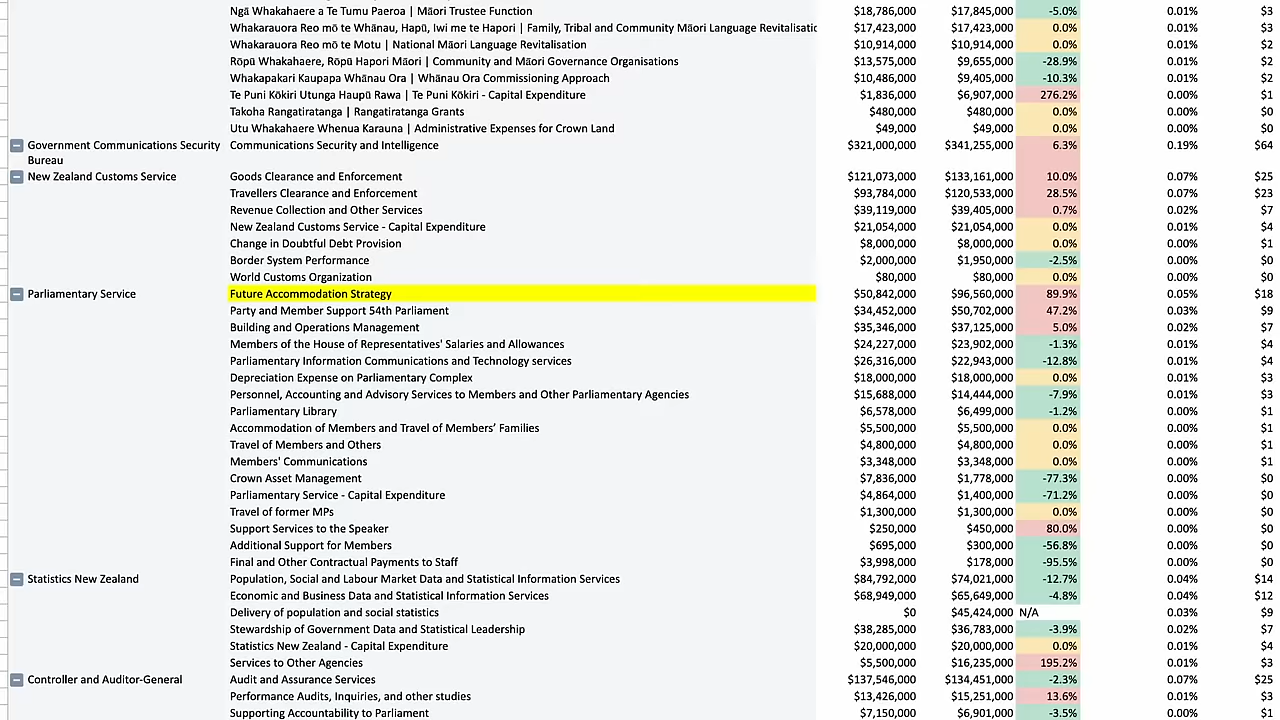 Ngā Whakahaere a Te Tumu Paeroa | Māori Trustee Function $18,786,000 $17,845,000 -5.0% 0.01% $3
Whakarauora Reo mō te Whānau, Hapū, Iwi me te Hapori | Family, Tribal and Community Māori Language Revitalisatic $17,423,000 $17,423,000 0.0% 0.01% $3
Whakarauora Reo mō te Motu | National Māori Language Revitalisation $10,914,000 $10,914,000 0.0% 0.01% $2
Rōpū Whakahaere, Rōpū Hapori Māori | Community and Māori Governance Organisations $13,575,000 $9,655,000 -28.9% 0.01% $2
Whakapakari Kaupapa Whānau Ora | Whānau Ora Commissioning Approach $10,486,000 $9,405,000 -10.3% 0.01% $2
Te Puni Kōkiri Utunga Haupū Rawa | Te Puni Kōkiri - Capital Expenditure $1,836,000 $6,907,000 276.2% 0.00% $1
Takoha Rangatiratanga | Rangatiratanga Grants $480,000 $480,000 0.0% 0.00% $0
Utu Whakahaere Whenua Karauna | Administrative Expenses for Crown Land $49,000 $49,000 0.0% 0.00% $0
Government Communications Security Communications Security and Intelligence $321,000,000 $341,255,000 6.3% 0.19% $64
Bureau
New Zealand Customs Service Goods Clearance and Enforcement $121,073,000 $133,161,000 10.0% 0.07% $25
Travellers Clearance and Enforcement $93,784,000 $120,533,000 28.5% 0.07% $23
Revenue Collection and Other Services $39,119,000 $39,405,000 0.7% 0.02% $7
New Zealand Customs Service - Capital Expenditure $21,054,000 $21,054,000 0.0% 0.01% $4
Change in Doubtful Debt Provision $8,000,000 $8,000,000 0.0% 0.00% $1
Border System Performance $2,000,000 $1,950,000 -2.5% 0.00% $0
World Customs Organization $80,000 $80,000 0.0% 0.00% $0
Parliamentary Service Future Accommodation Strategy $50,842,000 $96,560,000 89.9% 0.05% $18
Party and Member Support 54th Parliament $34,452,000 $50,702,000 47.2% 0.03% $9
Building and Operations Management $35,346,000 $37,125,000 5.0% 0.02% $7
Members of the House of Representatives' Salaries and Allowances $24,227,000 $23,902,000 -1.3% 0.01% $4
Parliamentary Information Communications and Technology services $26,316,000 $22,943,000 -12.8% 0.01% $4
Depreciation Expense on Parliamentary Complex $18,000,000 $18,000,000 0.0% 0.01% $3
Personnel, Accounting and Advisory Services to Members and Other Parliamentary Agencies $15,688,000 $14,444,000 -7.9% 0.01% $3
Parliamentary Library $6,578,000 $6,499,000 -1.2% 0.00% $1
Accommodation of Members and Travel of Members’ Families $5,500,000 $5,500,000 0.0% 0.00% $1
Travel of Members and Others $4,800,000 $4,800,000 0.0% 0.00% $1
Members' Communications $3,348,000 $3,348,000 0.0% 0.00% $1
Crown Asset Management $7,836,000 $1,778,000 -77.3% 0.00% $0
Parliamentary Service - Capital Expenditure $4,864,000 $1,400,000 -71.2% 0.00% $0
Travel of former MPs $1,300,000 $1,300,000 0.0% 0.00% $0
Support Services to the Speaker $250,000 $450,000 80.0% 0.00% $0
Additional Support for Members $695,000 $300,000 -56.8% 0.00% $0
Final and Other Contractual Payments to Staff $3,998,000 $178,000 -95.5% 0.00% $0
Statistics New Zealand Population, Social and Labour Market Data and Statistical Information Services $84,792,000 $74,021,000 -12.7% 0.04% $14
Economic and Business Data and Statistical Information Services $68,949,000 $65,649,000 -4.8% 0.04% $12
Delivery of population and social statistics $0 $45,424,000 N/A 0.03% $9
Stewardship of Government Data and Statistical Leadership $38,285,000 $36,783,000 -3.9% 0.02% $7
Statistics New Zealand - Capital Expenditure $20,000,000 $20,000,000 0.0% 0.01% $4
Services to Other Agencies $5,500,000 $16,235,000 195.2% 0.01% $3
Controller and Auditor-General Audit and Assurance Services $137,546,000 $134,451,000 -2.3% 0.07% $25
Performance Audits, Inquiries, and other studies $13,426,000 $15,251,000 13.6% 0.01% $3
Supporting Accountability to Parliament $7,150,000 $6,901,000 -3.5% 0.00% $1